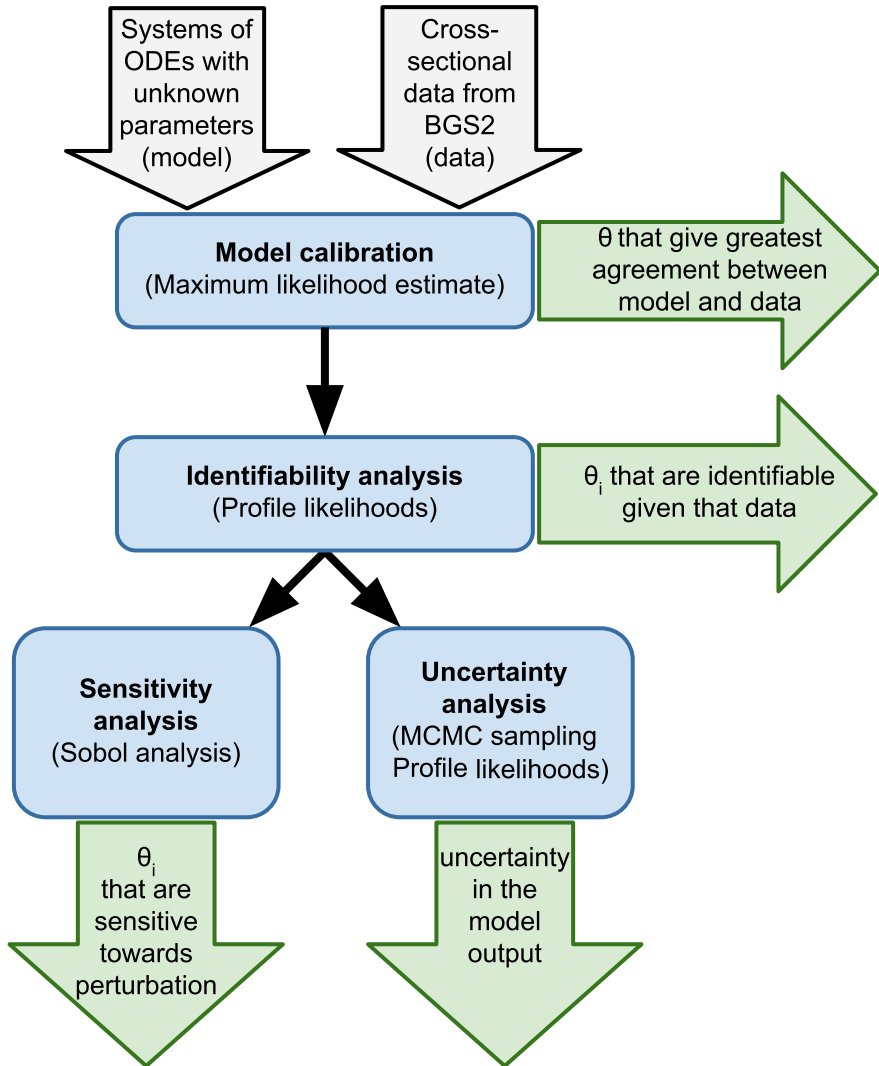 Systems of
ODEs with
unknown
parameters
(model)
Cross-
sectional
data from
BGS2
(data)
Model calibration
(Maximum likelihood estimate)
θ that give greatest
agreement between
model and data
Identifiability analysis
(Profile likelihoods)
θi that are identifiable
given that data
Sensitivity
analysis
(Sobol analysis)
Uncertainty
analysis
(MCMC sampling
Profile likelihoods)
θi
that are
sensitive
towards
perturbation
uncertainty
in the
model
output